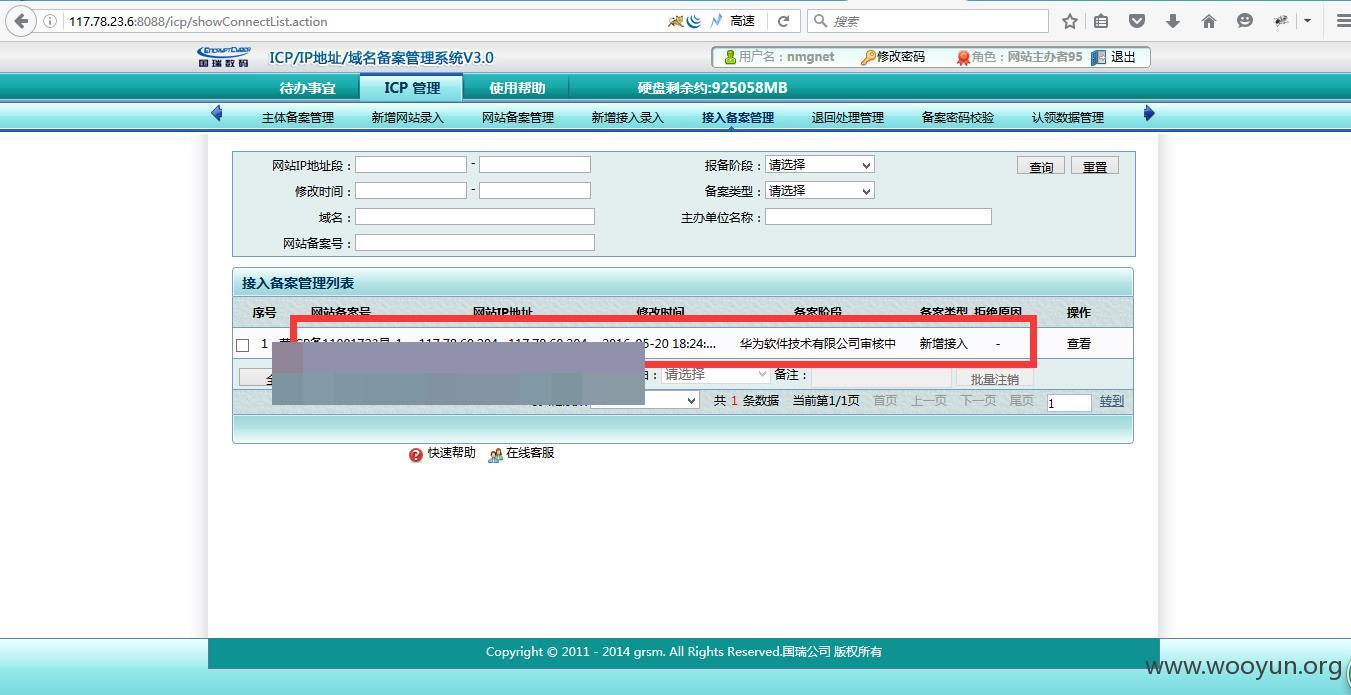 117.78.23.6:8088/icp/showConnectList.action 高速 搜索
ENCRYPTCYBER 国瑞数码 ICP/IP地址/域名备案管理系统V3.0 用户名：nmgnet 修改密码 角色：网站主办者95 退出
待办事宜 ICP 管理 使用帮助 硬盘剩余约:925058MB
主体备案管理 新增网站录入 网站备案管理 新增接入录入 接入备案管理 退回处理管理 备案密码校验 认领数据管理
网站IP地址段： - 报备阶段： 请选择 查询 重置
修改时间： - 备案类型： 请选择
域名： 主办单位名称：
网站备案号：
接入备案管理列表
序号 网站备案号 网站IP地址 修改时间 备案阶段 备案类型 拒绝原因 操作
1 18:24:... 华为软件技术有限公司审核中 新增接入 - 查看
请选择 备注： 批量注销
共 1 条数据 当前第1/1页 首页 上一页 下一页 尾页 1 转到
快速帮助 在线客服
Copyright © 2011 - 2014 grsm. All Rights Reserved.国瑞公司 版权所有
www.wooyun.org